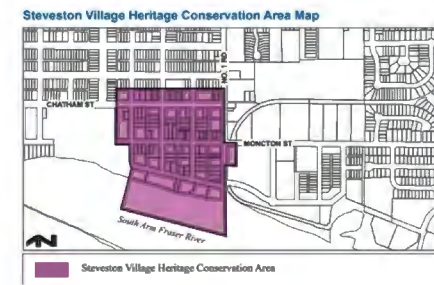 Steveston Village Heritage Conservation Area Map
NO. 1 RD
CHATHAM ST
MONCTON ST
South Arm Fraser River
N
Steveston Village Heritage Conservation Area